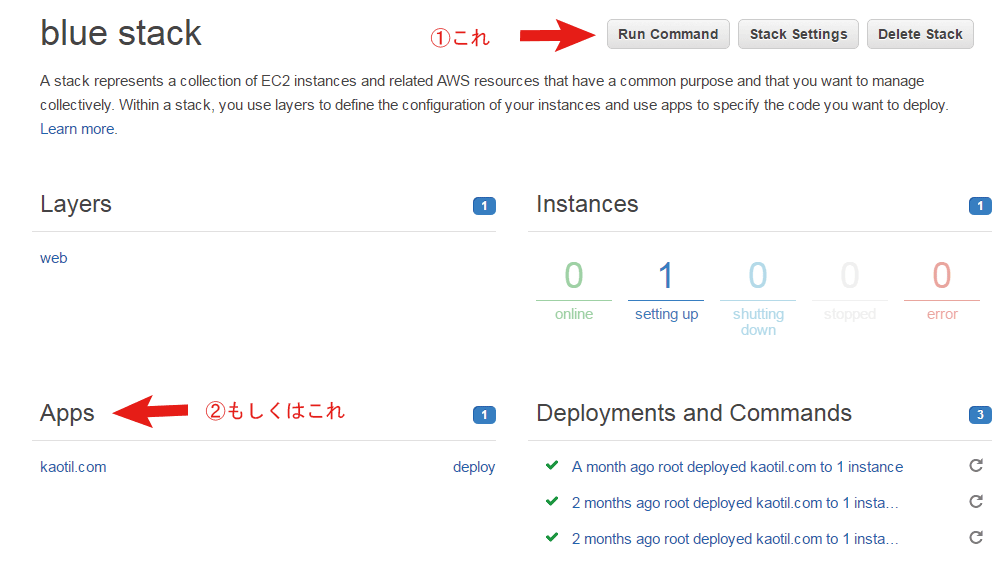 blue stack
①これ
Run Command
Stack Settings
Delete Stack
A stack represents a collection of EC2 instances and related AWS resources that have a common purpose and that you want to manage
collectively. Within a stack, you use layers to define the configuration of your instances and use apps to specify the code you want to deploy.
Learn more.
Layers
1
web
Instances
1
0
online
1
setting up
0
shutting
down
0
stopped
0
error
Apps
②もしくはこれ
1
kaotil.com
deploy
Deployments and Commands
3
A month ago root deployed kaotil.com to 1 instance
2 months ago root deployed kaotil.com to 1 insta…
2 months ago root deployed kaotil.com to 1 insta…